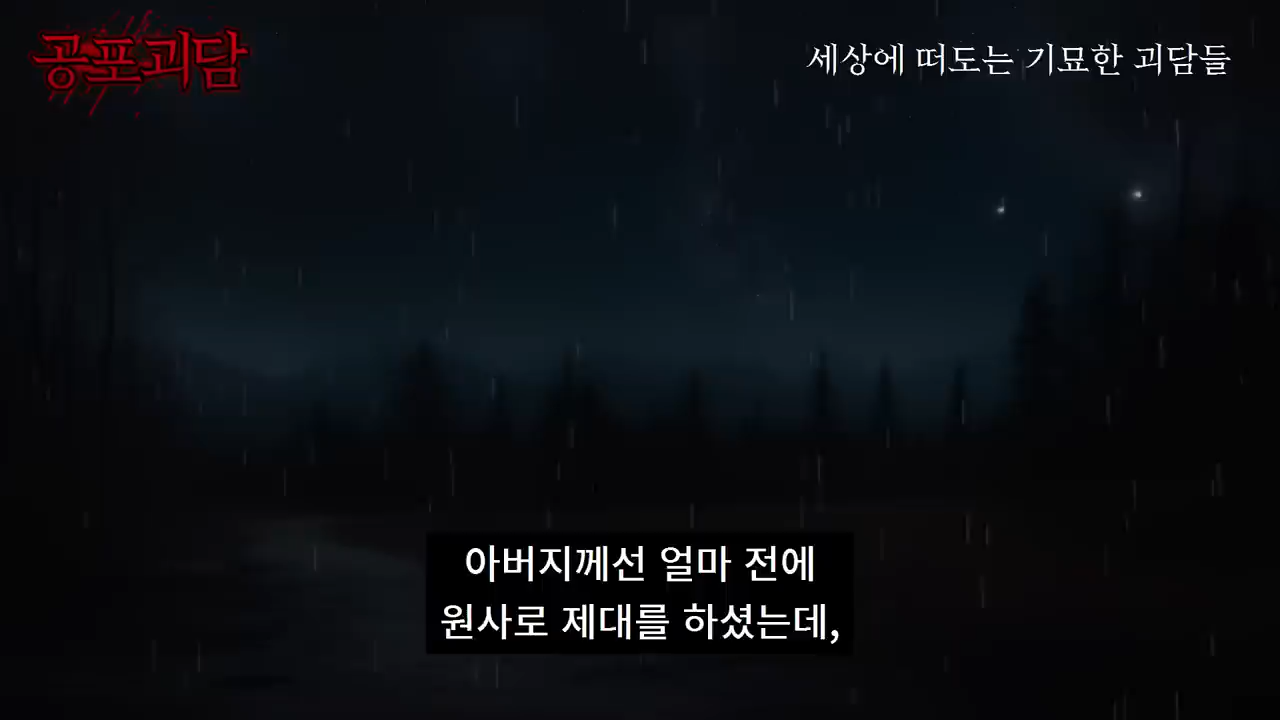 공포괴담
세상에 떠도는 기묘한 괴담들
아버지께선 얼마 전에
원사로 제대를 하셨는데,